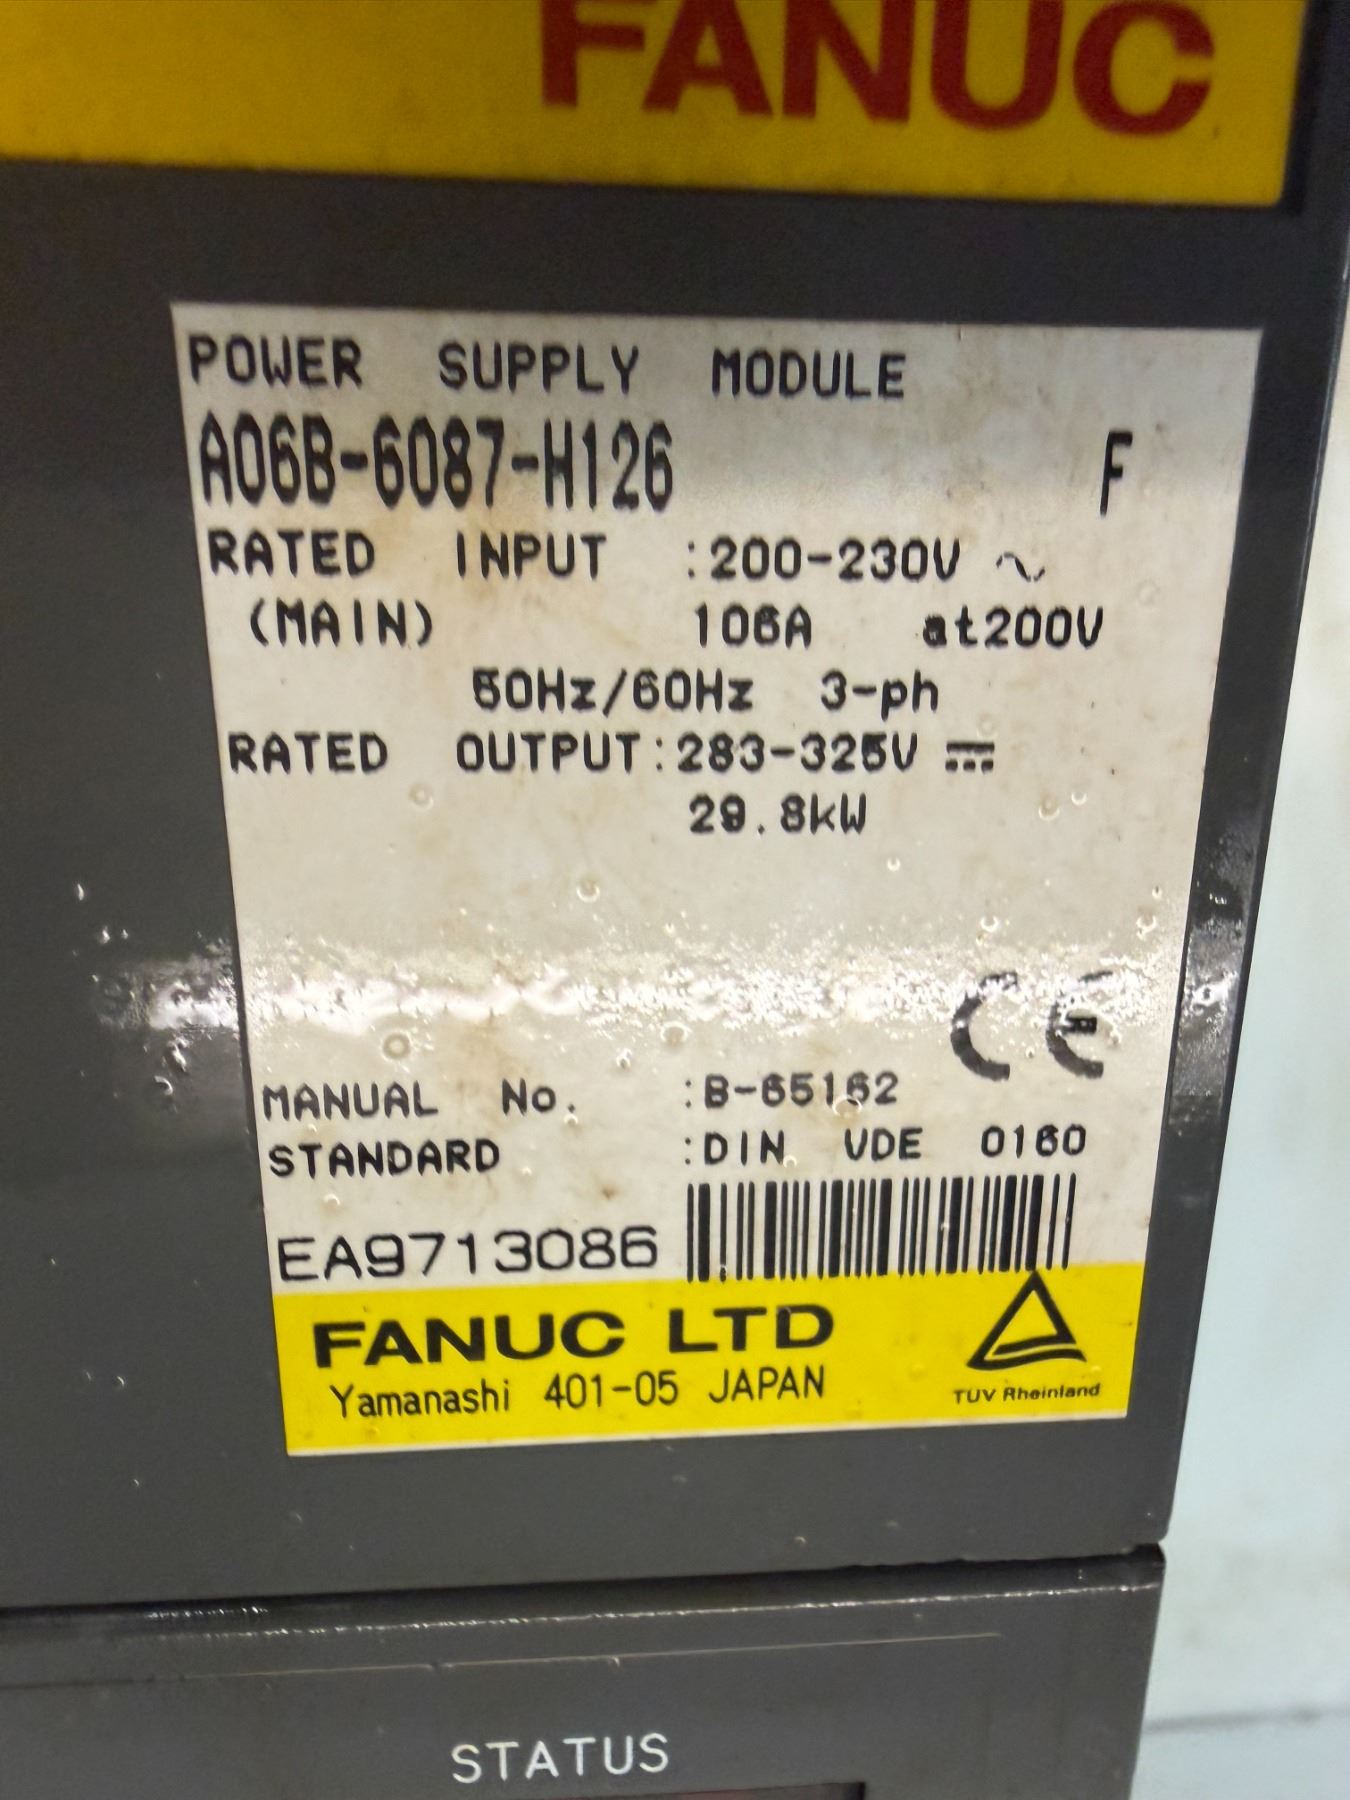 FANUC
POWER SUPPLY MODULE
A06B-6087-H126 F
RATED INPUT :200-230V ~
(MAIN) 106A at200V
50Hz/60Hz 3-ph
RATED OUTPUT:283-325V ⎓
29.8kW
CE
MANUAL No. :B-65162
STANDARD :DIN VDE 0160
EA9713086
FANUC LTD
Yamanashi 401-05 JAPAN
TUV Rheinland
STATUS